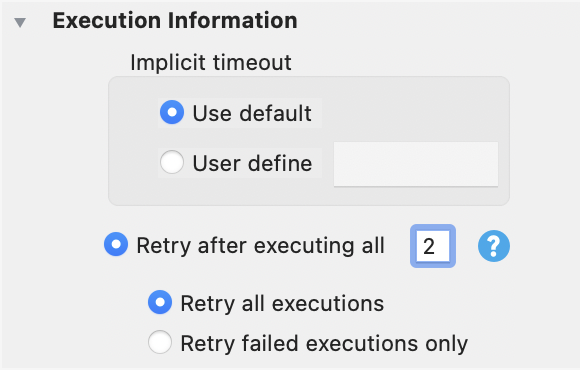 Execution Information
Implicit timeout
Use default
User define
Retry after executing all 2 ?
Retry all executions
Retry failed executions only